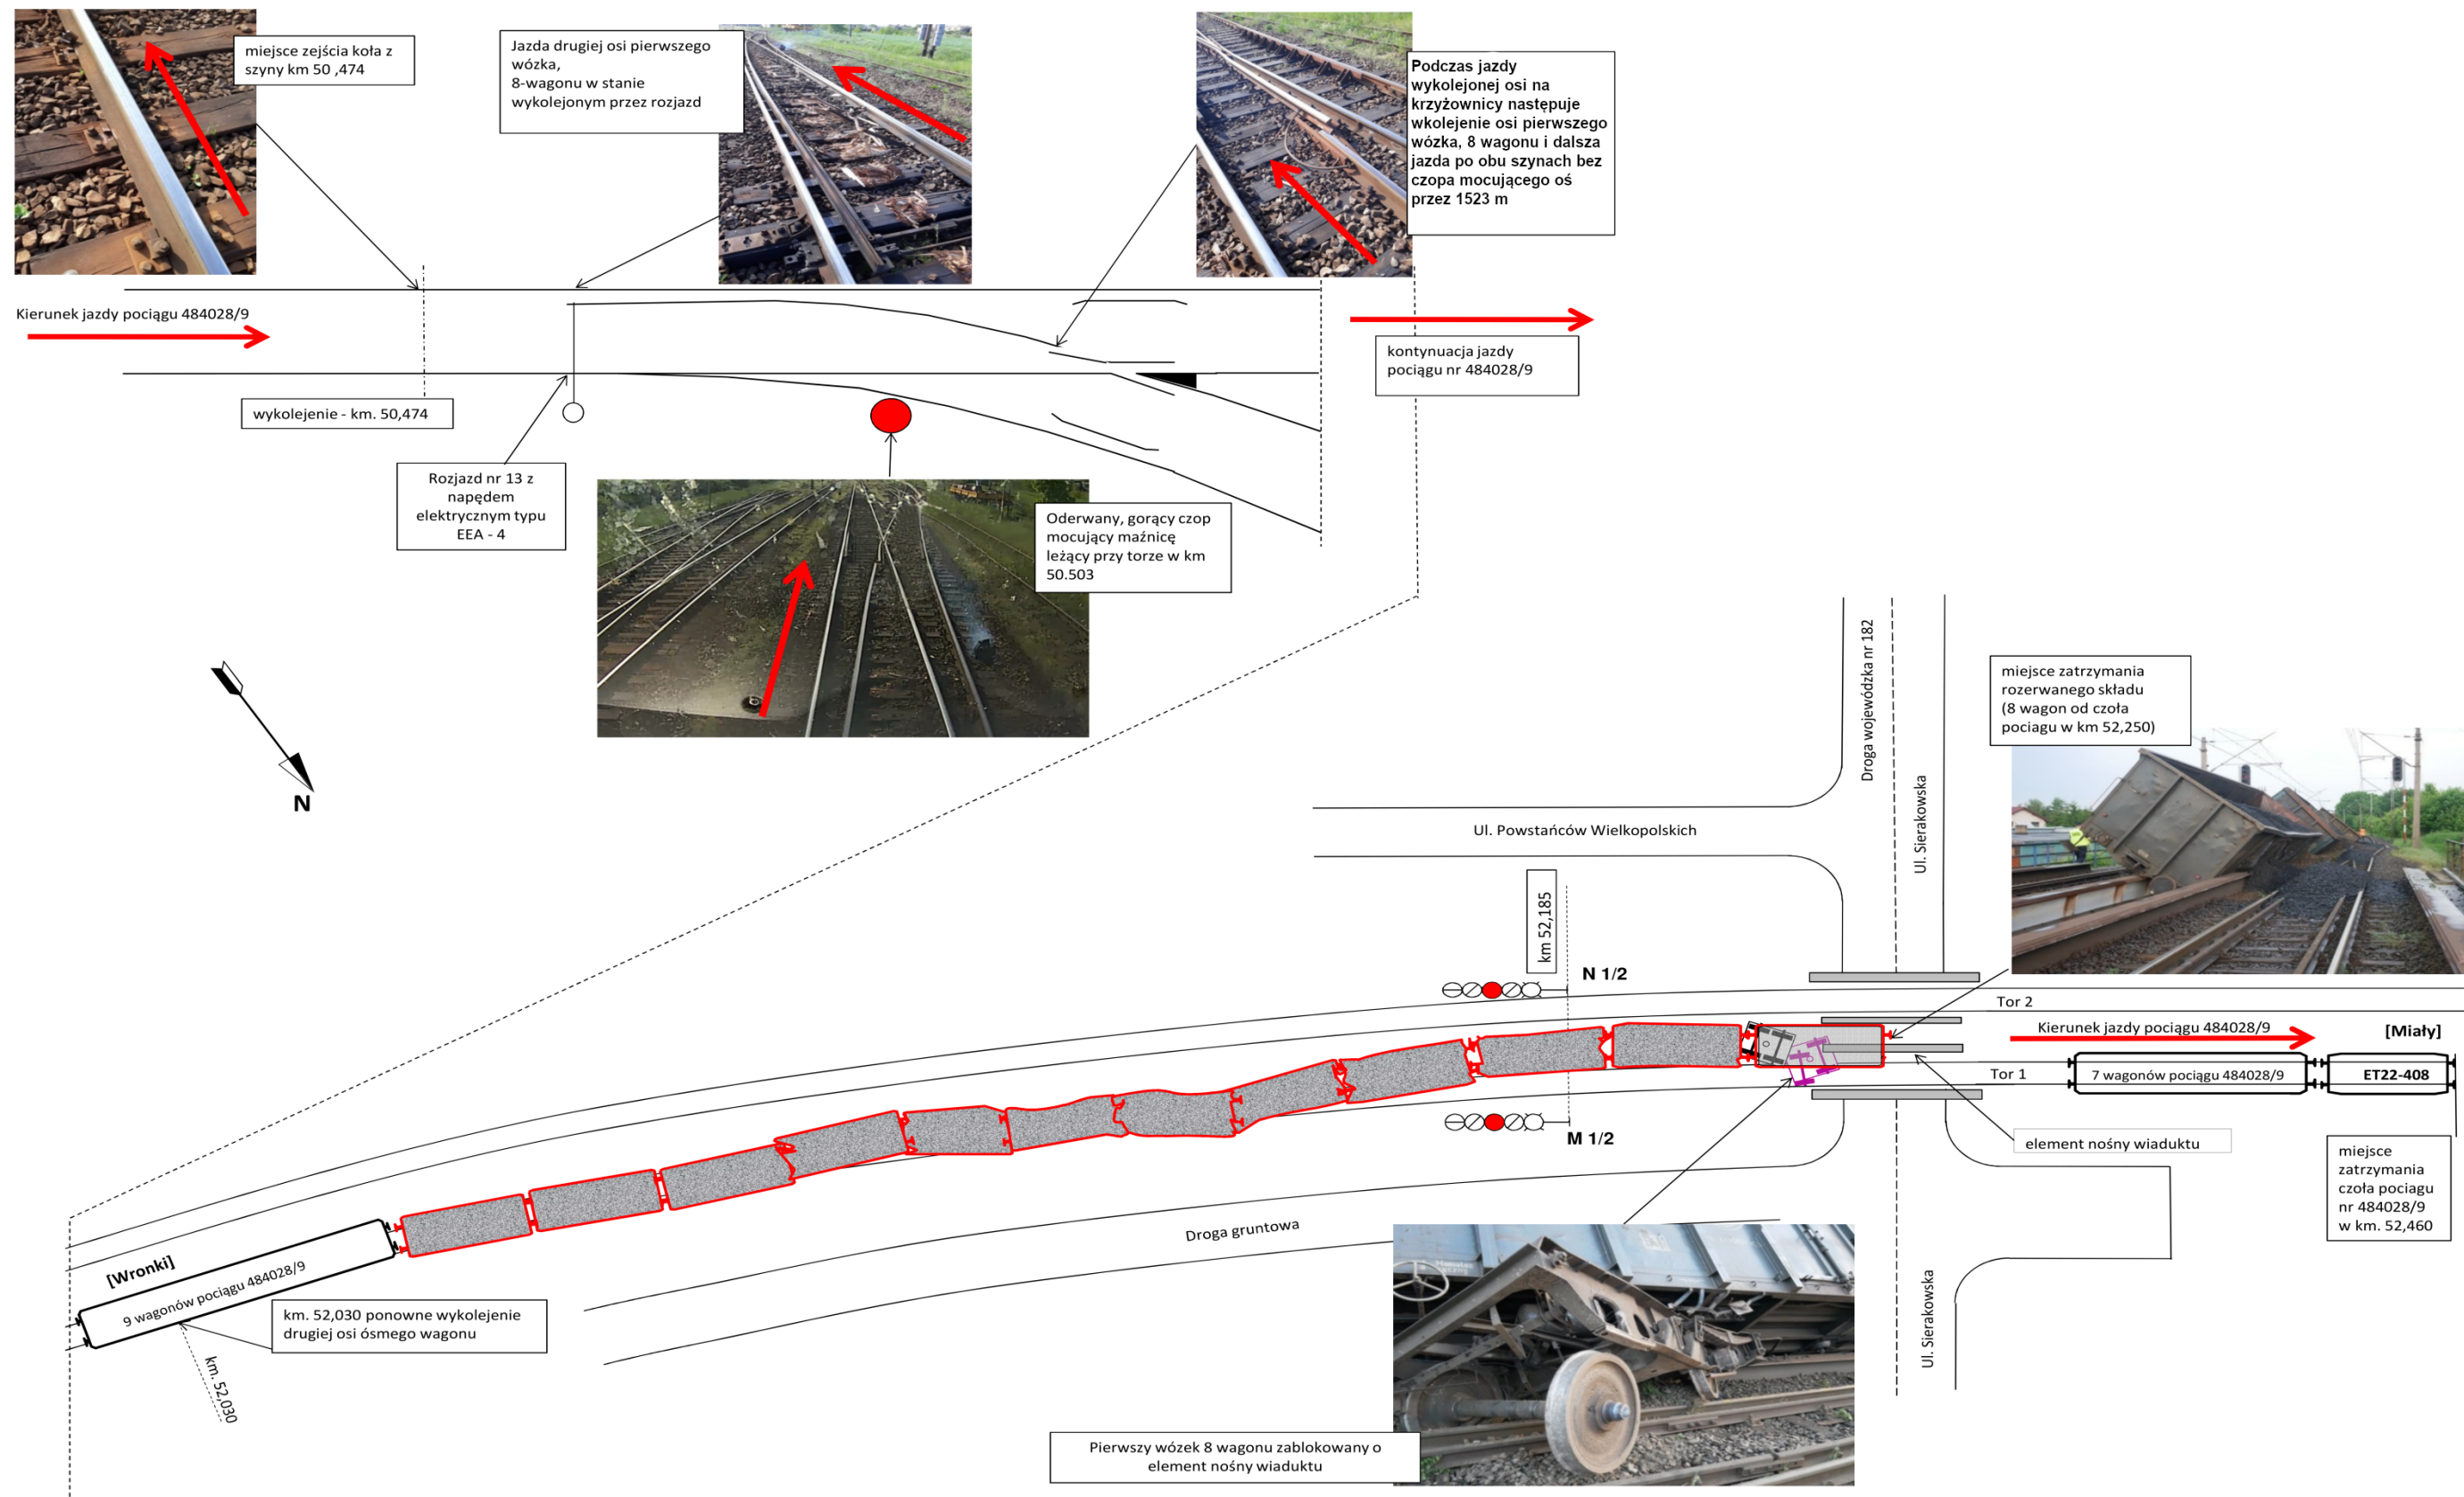 miejsce zejścia koła z
szyny km 50 ,474
Jazda drugiej osi pierwszego
wózka,
8-wagonu w stanie
wykolejonym przez rozjazd
Podczas jazdy
wykolejonej osi na
krzyżownicy następuje
wkolejenie osi pierwszego
wózka, 8 wagonu i dalsza
jazda po obu szynach bez
czopa mocującego oś
przez 1523 m
Kierunek jazdy pociągu 484028/9
kontynuacja jazdy
pociągu nr 484028/9
wykolejenie - km. 50,474
Rozjazd nr 13 z
napędem
elektrycznym typu
EEA - 4
Oderwany, gorący czop
mocujący maźnicę
leżący przy torze w km
50.503
N
Droga wojewódzka nr 182
Ul. Sierakowska
miejsce zatrzymania
rozerwanego składu
(8 wagon od czoła
pociagu w km 52,250)
Ul. Powstańców Wielkopolskich
km 52,185
N 1/2
Tor 2
Kierunek jazdy pociągu 484028/9
[Miały]
Tor 1
7 wagonów pociągu 484028/9
ET22-408
M 1/2
element nośny wiaduktu
miejsce
zatrzymania
czoła pociagu
nr 484028/9
w km. 52,460
Droga gruntowa
[Wronki]
9 wagonów pociągu 484028/9
km. 52,030 ponowne wykolejenie
drugiej osi ósmego wagonu
km. 52,030
Ul. Sierakowska
Pierwszy wózek 8 wagonu zablokowany o
element nośny wiaduktu